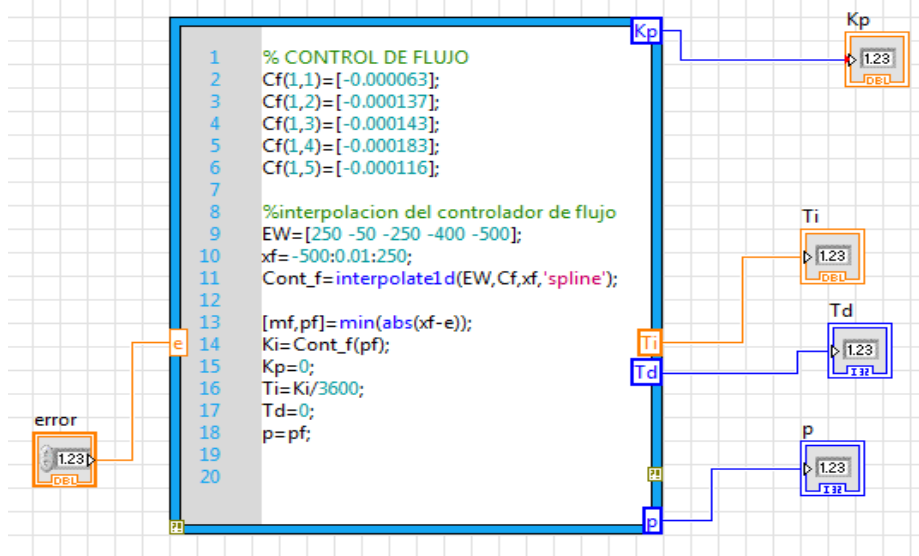 Kp
Kp
1.23
DBL
1 % CONTROL DE FLUJO
2 Cf(1,1)=[-0.000063];
3 Cf(1,2)=[-0.000137];
4 Cf(1,3)=[-0.000143];
5 Cf(1,4)=[-0.000183];
6 Cf(1,5)=[-0.000116];
7
8 %interpolacion del controlador de flujo
9 EW=[250 -50 -250 -400 -500];
10 xf=-500:0.01:250;
11 Cont_f=interpolate1d(EW,Cf,xf,'spline');
12
13 [mf,pf]=min(abs(xf-e));
14 Ki=Cont_f(pf);
15 Kp=0;
16 Ti=Ki/3600;
17 Td=0;
18 p=pf;
19
20
e
error
1.23
DBL
Ti
Ti
1.23
DBL
Td
Td
1.23
I32
p
p
1.23
I32